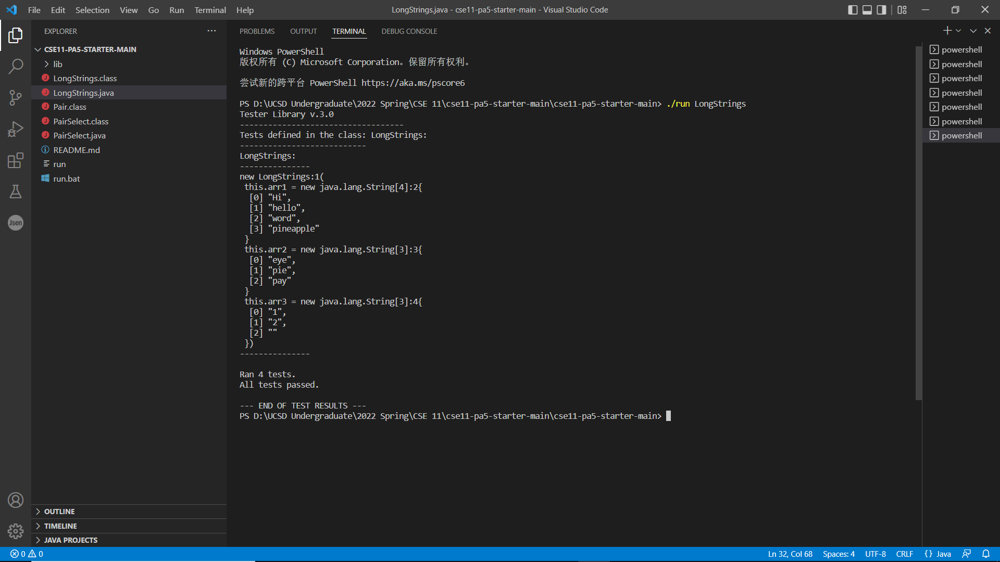 File Edit Selection View Go Run Terminal Help
LongStrings.java - cse11-pa5-starter-main - Visual Studio Code
EXPLORER
CSE11-PA5-STARTER-MAIN
lib
LongStrings.class
LongStrings.java
Pair.class
PairSelect.class
PairSelect.java
README.md
run
run.bat
Json
OUTLINE
TIMELINE
JAVA PROJECTS
PROBLEMS OUTPUT TERMINAL DEBUG CONSOLE
Windows PowerShell
版权所有 (C) Microsoft Corporation。保留所有权利。
尝试新的跨平台 PowerShell https://aka.ms/pscore6
PS D:\UCSD Undergraduate\2022 Spring\CSE 11\cse11-pa5-starter-main\cse11-pa5-starter-main> ./run LongStrings
Tester Library v.3.0
-----------------------------------
Tests defined in the class: LongStrings:
---------------------------
LongStrings:
---------------
new LongStrings:1(
 this.arr1 = new java.lang.String[4]:2{
  [0] "Hi",
  [1] "hello",
  [2] "word",
  [3] "pineapple"
 }
 this.arr2 = new java.lang.String[3]:3{
  [0] "eye",
  [1] "pie",
  [2] "pay"
 }
 this.arr3 = new java.lang.String[3]:4{
  [0] "1",
  [1] "2",
  [2] ""
 })
---------------
Ran 4 tests.
All tests passed.
--- END OF TEST RESULTS ---
PS D:\UCSD Undergraduate\2022 Spring\CSE 11\cse11-pa5-starter-main\cse11-pa5-starter-main>
powershell
powershell
powershell
powershell
powershell
powershell
powershell
0 0
Ln 32, Col 68 Spaces: 4 UTF-8 CRLF {} Java